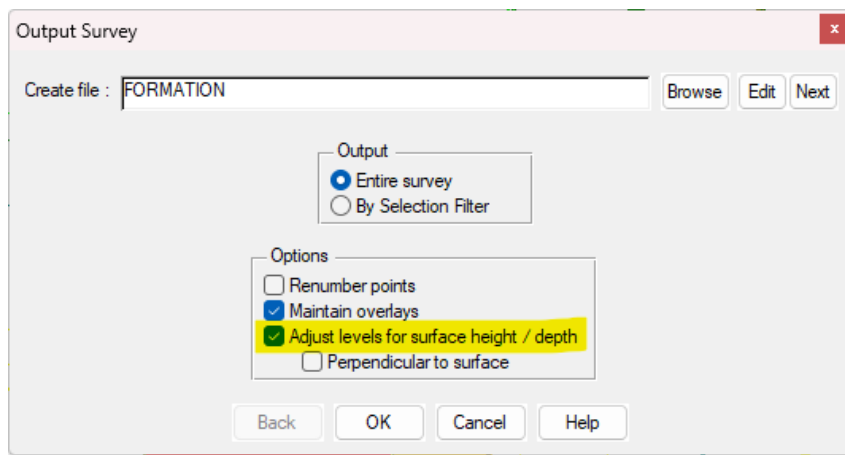 Output Survey
x
Create file : FORMATION Browse Edit Next
Output
Entire survey
By Selection Filter
Options
Renumber points
Maintain overlays
Adjust levels for surface height / depth
Perpendicular to surface
Back OK Cancel Help